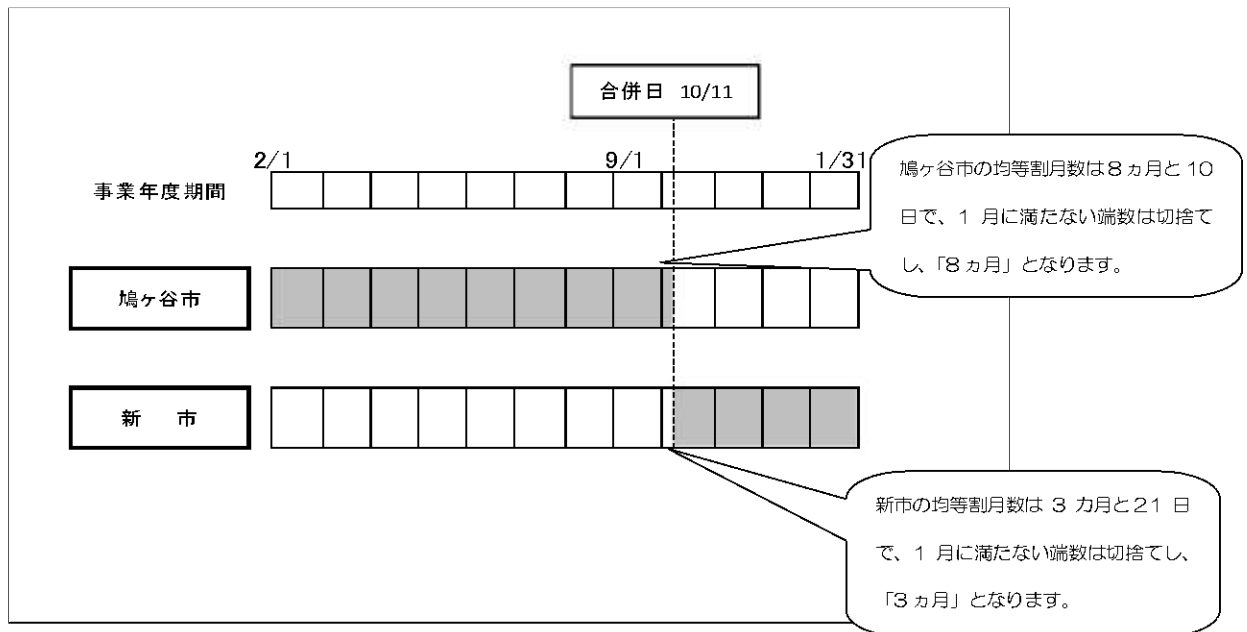 合併日 10/11
2/1 9/1 1/31
事業年度期間
鳩ヶ谷市の均等割月数は8ヵ月と10
日で、1 月に満たない端数は切捨て
し、「8ヵ月」となります。
鳩ヶ谷市
新 市
新市の均等割月数は 3 カ月と21 日
で、1 月に満たない端数は切捨てし、
「3ヵ月」となります。